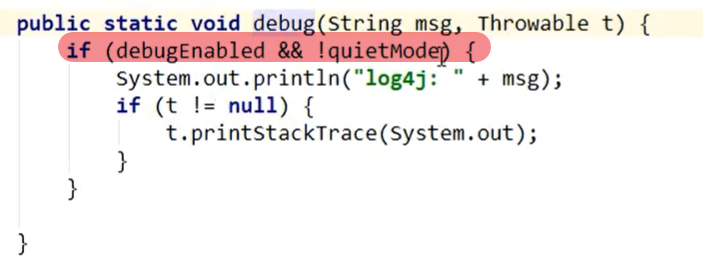 public static void debug(String msg, Throwable t) {
if (debugEnabled && !quietMode) {
System.out.println("log4j: " + msg);
if (t != null) {
t.printStackTrace(System.out);
}
}
}